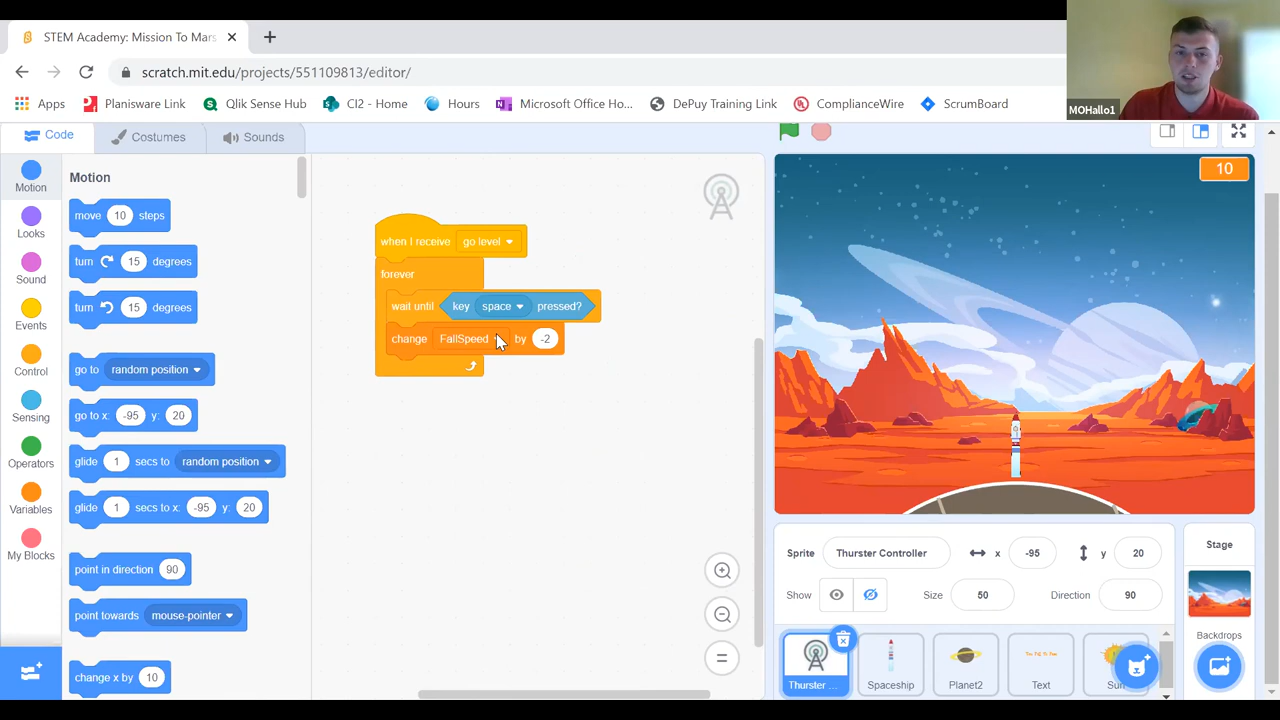 STEM Academy: Mission To Mars
scratch.mit.edu/projects/551109813/editor/
Apps
Planisware Link
Qlik Sense Hub
CI2 - Home
Hours
Microsoft Office Ho...
DePuy Training Link
ComplianceWire
ScrumBoard
MOHallo1
Code
Costumes
Sounds
Motion
Looks
Sound
Events
Control
Sensing
Operators
Variables
My Blocks
Motion
move 10 steps
turn 15 degrees
turn 15 degrees
go to random position
go to x: -95 y: 20
glide 1 secs to random position
glide 1 secs to x: -95 y: 20
point in direction 90
point towards mouse-pointer
change x by 10
when I receive go level
forever
wait until key space pressed?
change FallSpeed by -2
10
Sprite Thurster Controller x -95 y 20
Show Size 50 Direction 90
Thurster ...
Spaceship
Planet2
Text
Sun
Stage
Backdrops